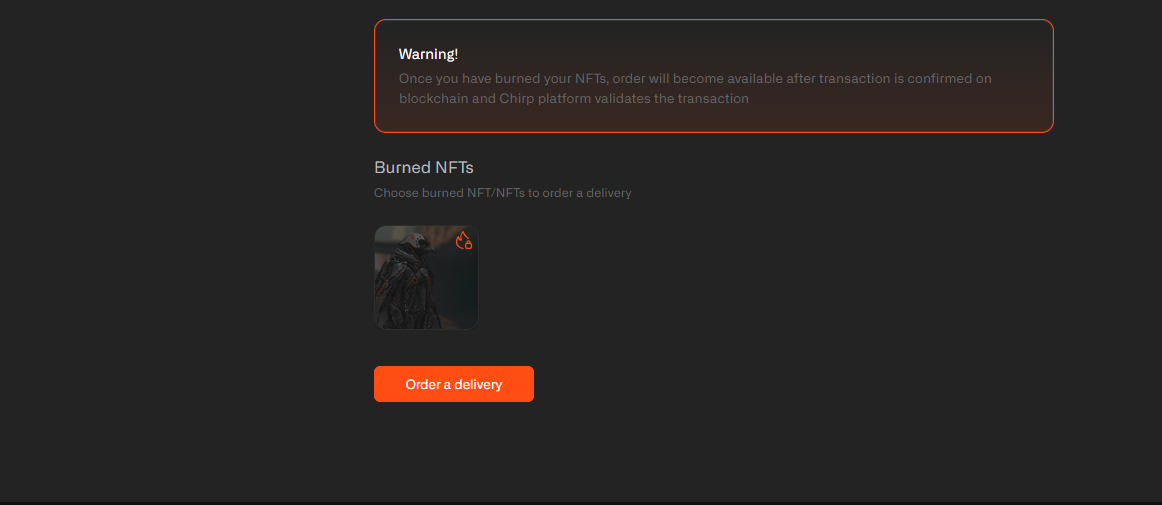 Warning!
Once you have burned your NFTs, order will become available after transaction is confirmed on
blockchain and Chirp platform validates the transaction
Burned NFTs
Choose burned NFT/NFTs to order a delivery
Order a delivery